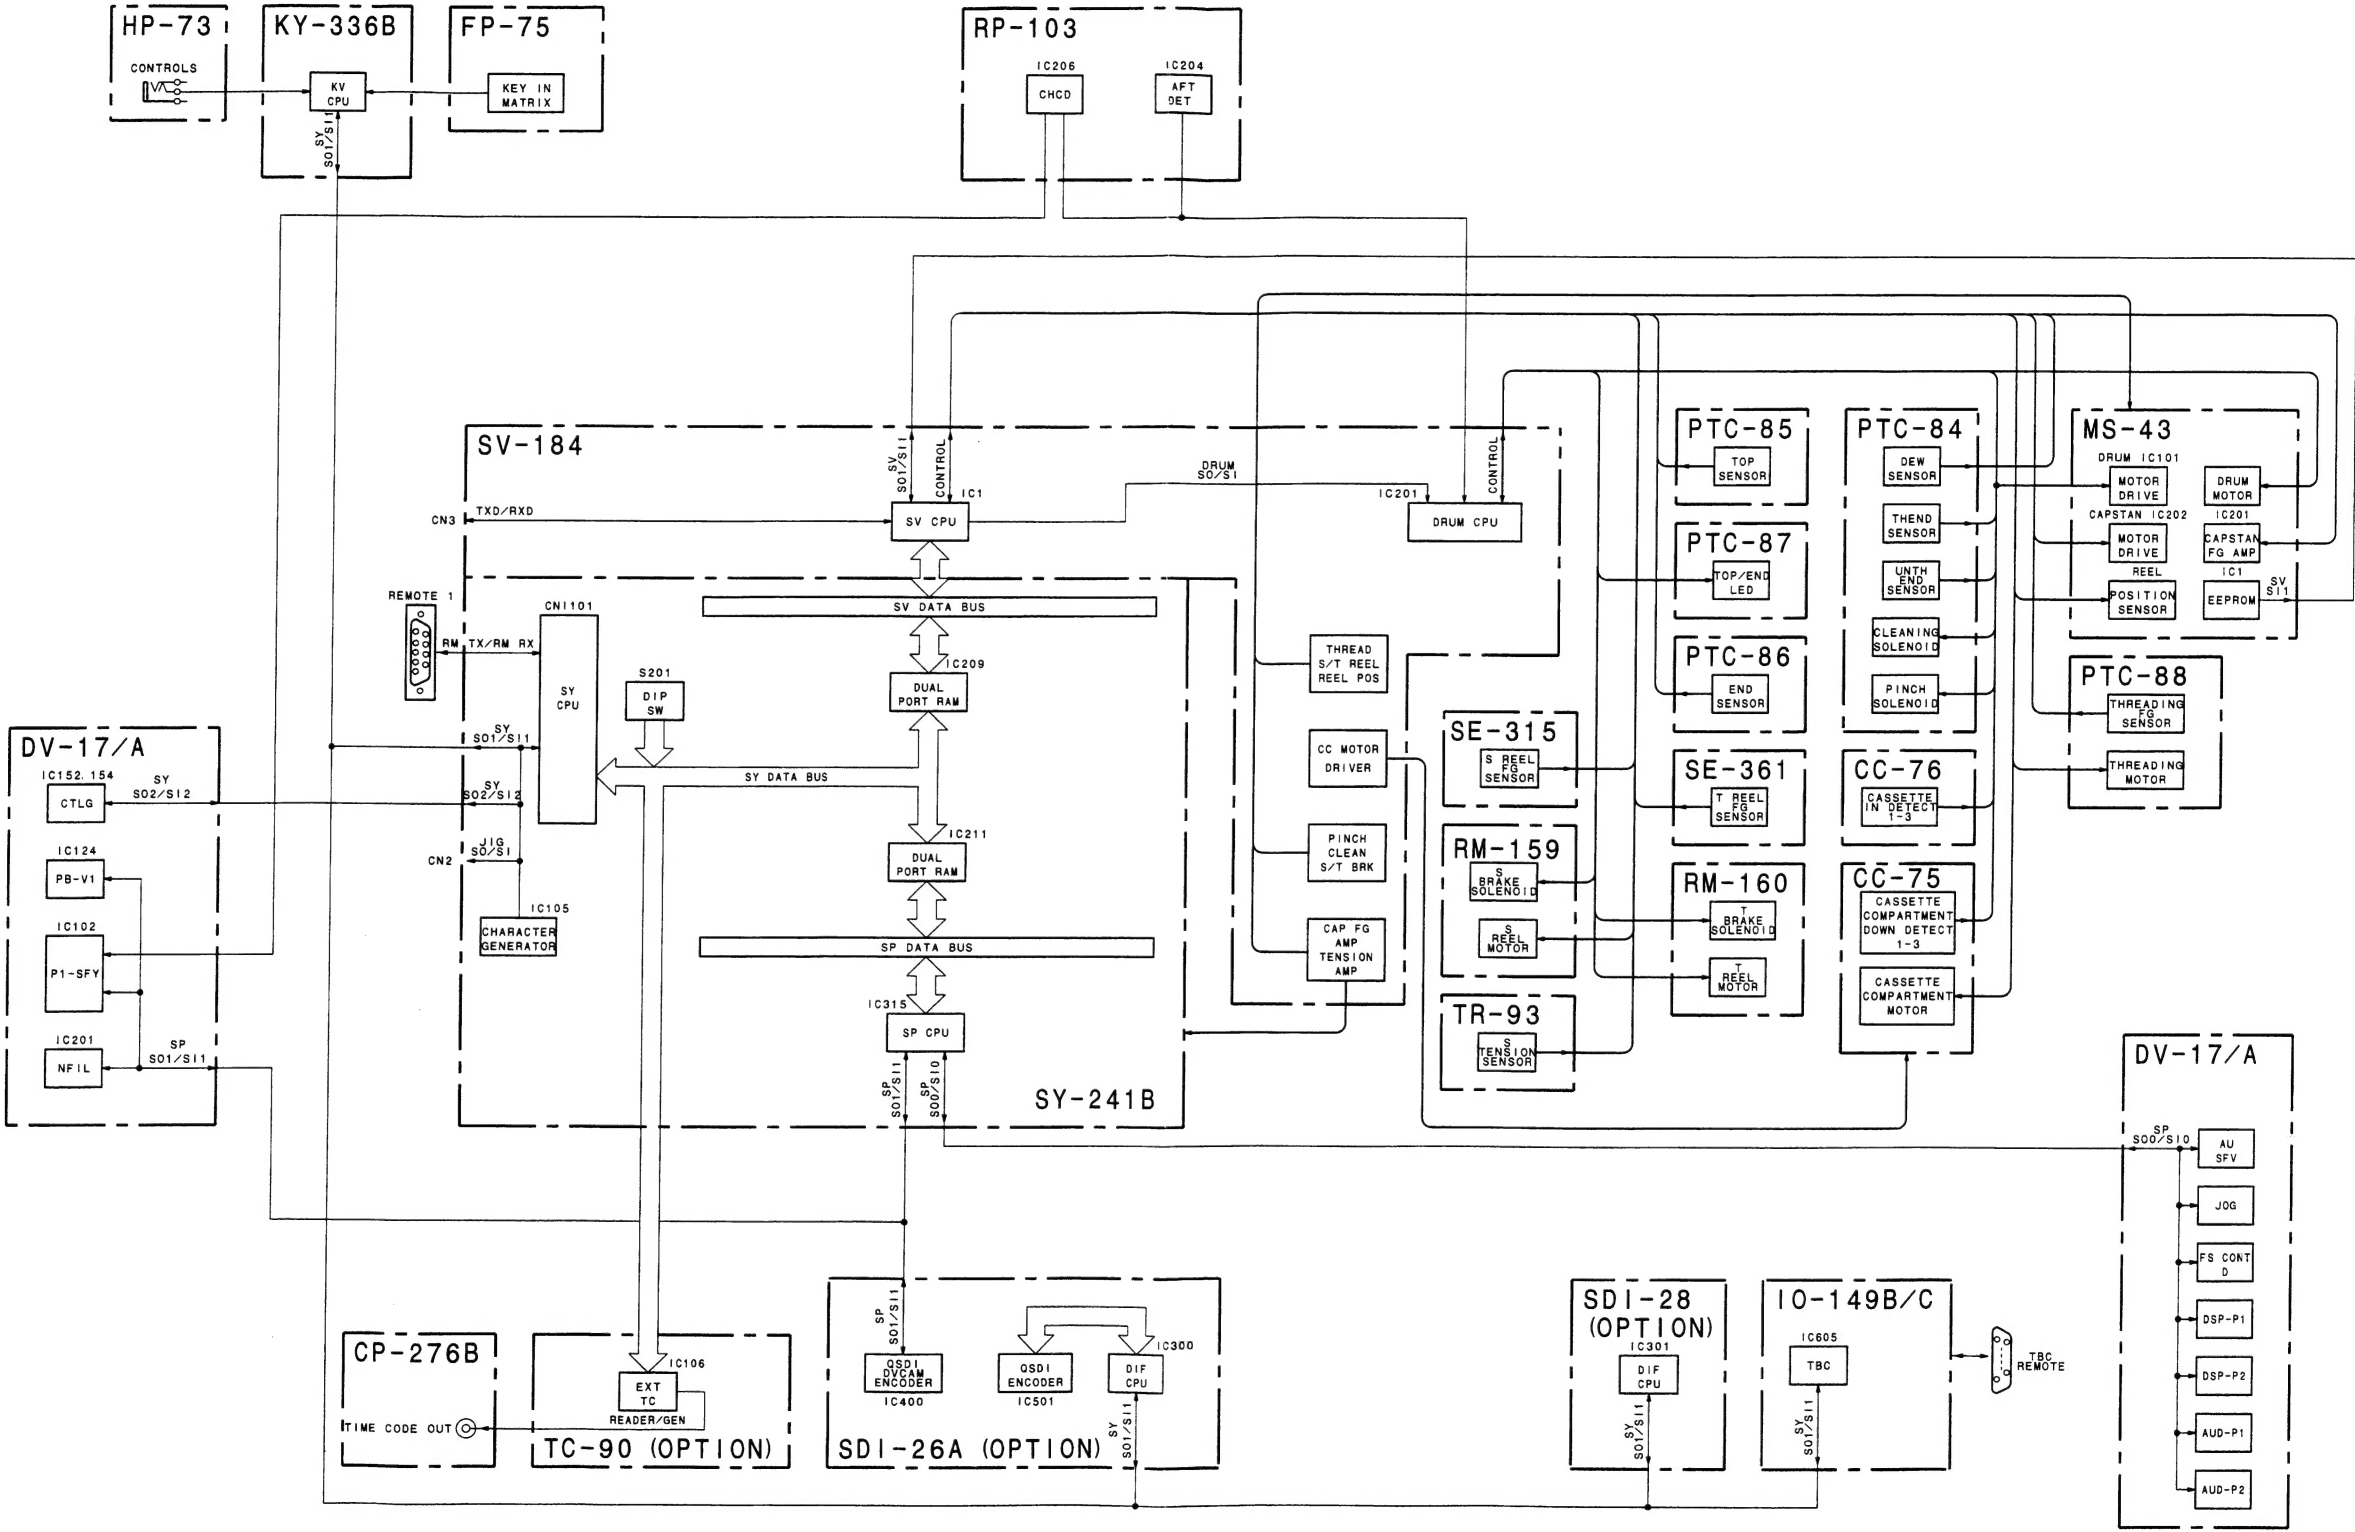 HP-73
CONTROLS
KY-336B
KV
CPU
SY
SO1/SI1
FP-75
KEY IN
MATRIX
RP-103
IC206
CHCD
IC204
AFT
DET
SV-184
SV
SO1/SI1
CONTROL
IC1
SV CPU
CN3
TXD/RXD
DRUM
SO/SI
IC201
CONTROL
DRUM CPU
THREAD
S/T REEL
REEL POS
CC MOTOR
DRIVER
PINCH
CLEAN
S/T BRK
CAP FG
AMP
TENSION
AMP
REMOTE 1
RM TX/RM RX
CN1101
SY
CPU
S201
DIP
SW
SV DATA BUS
IC209
DUAL
PORT RAM
SY DATA BUS
SY
SO1/SI1
SY
SO2/SI2
JIG
SO/SI
CN2
IC105
CHARACTER
GENERATOR
IC211
DUAL
PORT RAM
SP DATA BUS
IC315
SP CPU
SP
SO1/SI1
SP
SO0/SI0
SY-241B
DV-17/A
IC152, 154
CTLG
SY
SO2/SI2
IC124
PB-V1
IC102
P1-SFY
IC201
NFIL
SP
SO1/SI1
PTC-85
TOP
SENSOR
PTC-87
TOP/END
LED
PTC-86
END
SENSOR
SE-361
T REEL
FG
SENSOR
RM-160
T
BRAKE
SOLENOID
T
REEL
MOTOR
SE-315
S REEL
FG
SENSOR
RM-159
S
BRAKE
SOLENOID
S
REEL
MOTOR
TR-93
S
TENSION
SENSOR
PTC-84
DEW
SENSOR
THEND
SENSOR
UNTH
END
SENSOR
CLEANING
SOLENOID
PINCH
SOLENOID
CC-76
CASSETTE
IN DETECT
1-3
CC-75
CASSETTE
COMPARTMENT
DOWN DETECT
1-3
CASSETTE
COMPARTMENT
MOTOR
MS-43
DRUM IC101
MOTOR
DRIVE
DRUM
MOTOR
CAPSTAN IC202
MOTOR
DRIVE
IC201
CAPSTAN
FG AMP
REEL
POSITION
SENSOR
IC1
EEPROM
SV
SI1
PTC-88
THREADING
FG
SENSOR
THREADING
MOTOR
DV-17/A
SP
SO0/SI0
AU
SFV
JOG
FS CONT
D
DSP-P1
DSP-P2
AUD-P1
AUD-P2
CP-276B
TIME CODE OUT
IC106
EXT
TC
READER/GEN
TC-90 (OPTION)
SP
SO1/SI1
QSDI
DVCAM
ENCODER
IC400
QSDI
ENCODER
IC501
IC300
DIF
CPU
SY
SO1/SI1
SDI-26A (OPTION)
SDI-28
(OPTION)
IC301
DIF
CPU
SY
SO1/SI1
IO-149B/C
IC605
TBC
SY
SO1/SI1
TBC
REMOTE